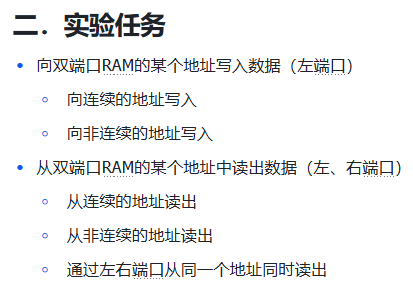 二．实验任务
向双端口RAM的某个地址写入数据（左端口）
向连续的地址写入
向非连续的地址写入
从双端口RAM的某个地址中读出数据（左、右端口）
从连续的地址读出
从非连续的地址读出
通过左右端口从同一个地址同时读出